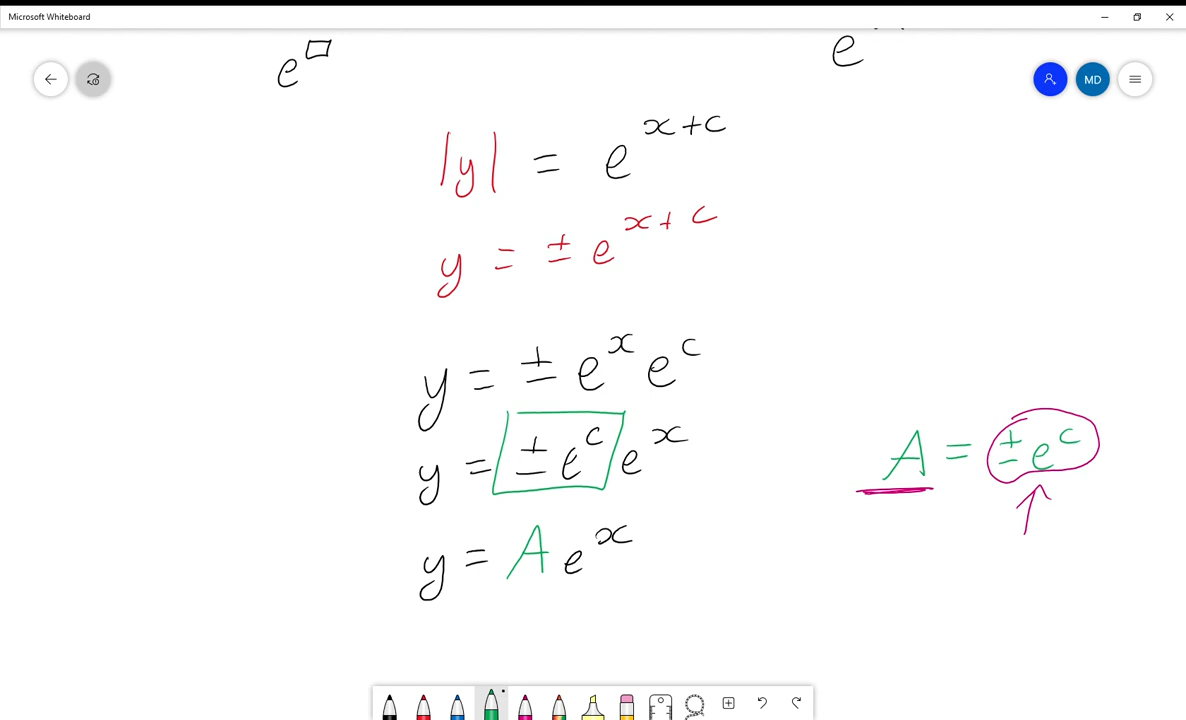 Microsoft Whiteboard
e^□
e
MD
|y| = e^{x+c}
y = ± e^{x+c}
y = ± e^x e^c
y = ± e^c e^x
A = ± e^c
y = A e^x